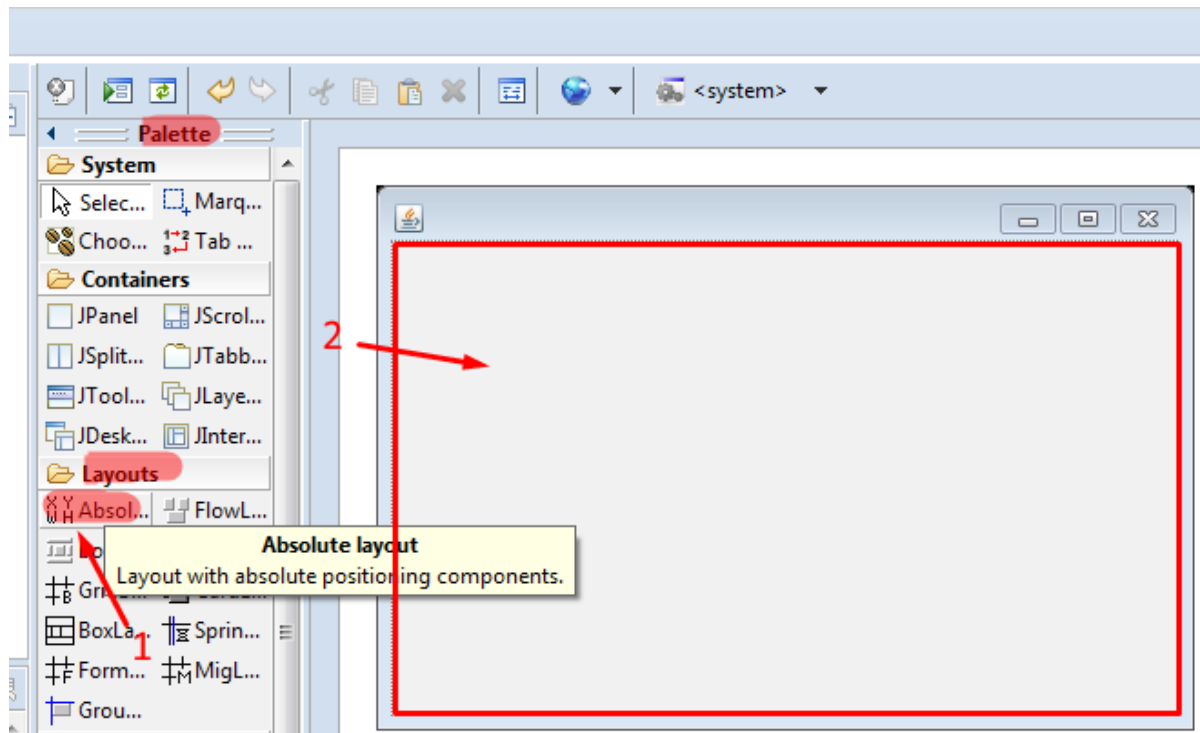 <system>
Palette
System
Selec... Marq...
Choo... Tab ...
Containers
JPanel JScrol...
JSplit... JTabb...
JTool... JLaye...
JDesk... JInter...
Layouts
Absol... FlowL...
Absolute layout
Layout with absolute positioning components.
BoxLa... Sprin...
Form... MigL...
Grou...
1
2